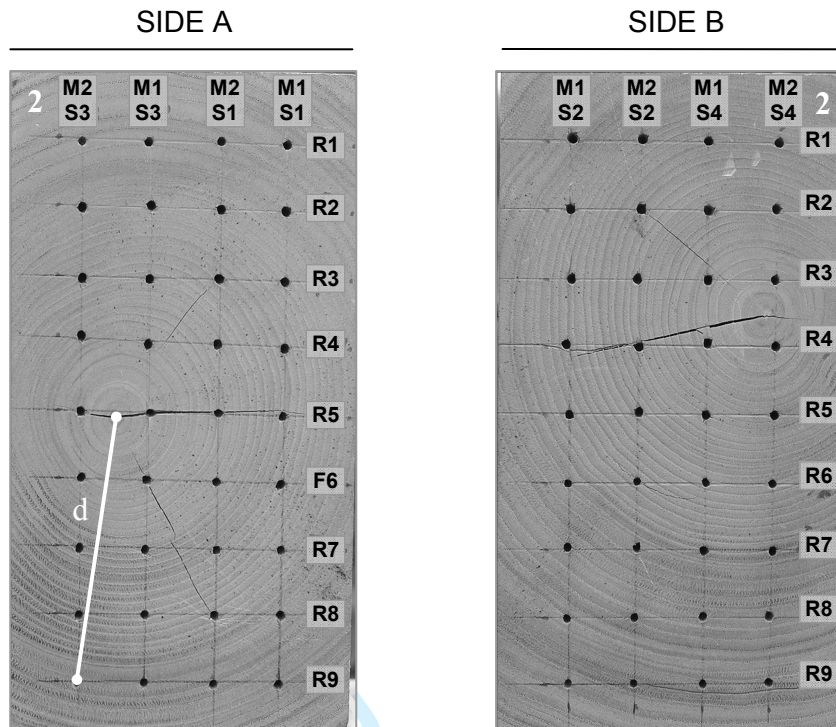 SIDE A
SIDE B
2
M2 M1 M2 M1
S3 S3 S1 S1
R1
R2
R3
R4
R5
F6
R7
R8
R9
d
M1 M2 M1 M2
S2 S2 S4 S4
2
R1
R2
R3
R4
R5
R6
R7
R8
R9